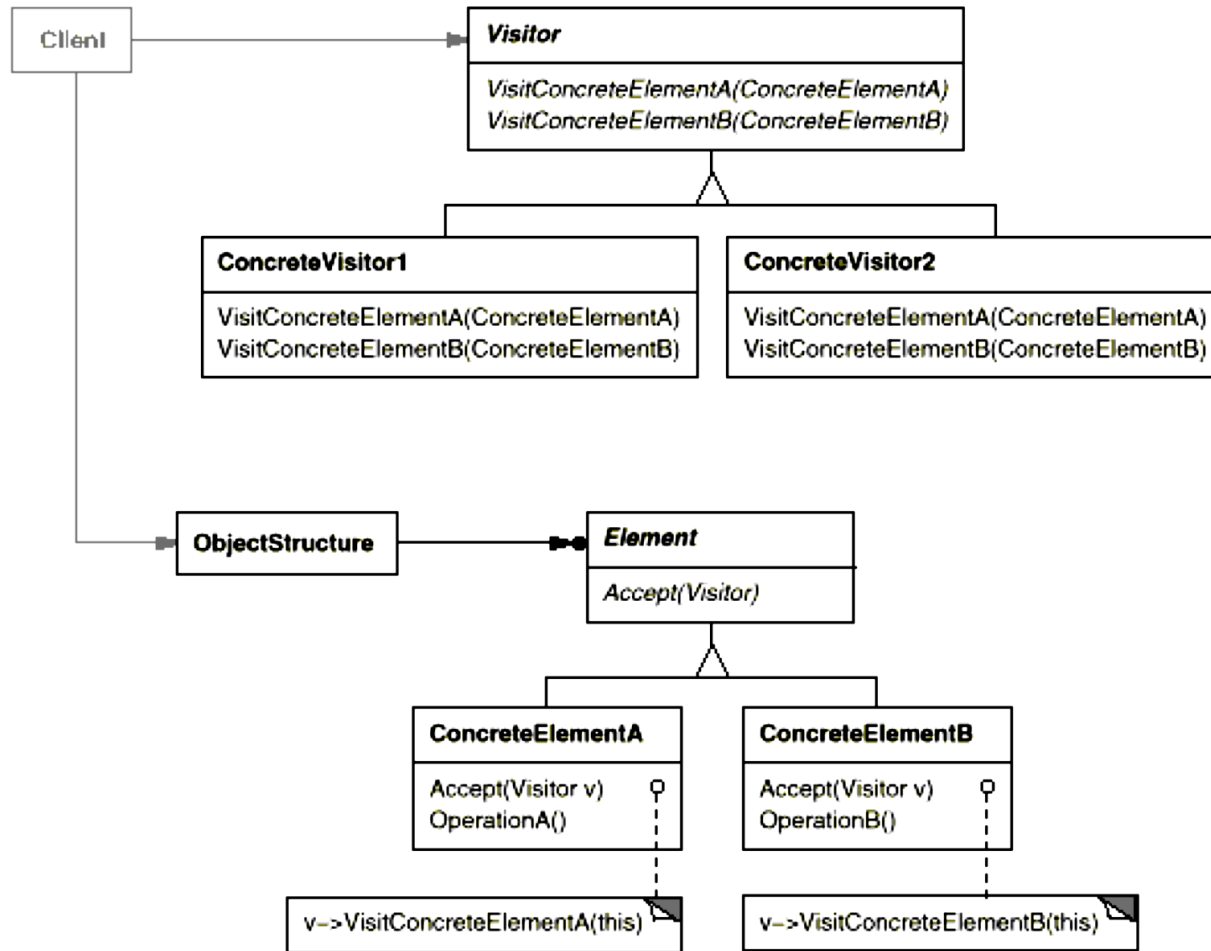 Client
Visitor
VisitConcreteElementA(ConcreteElementA)
VisitConcreteElementB(ConcreteElementB)
ConcreteVisitor1
VisitConcreteElementA(ConcreteElementA)
VisitConcreteElementB(ConcreteElementB)
ConcreteVisitor2
VisitConcreteElementA(ConcreteElementA)
VisitConcreteElementB(ConcreteElementB)
ObjectStructure
Element
Accept(Visitor)
ConcreteElementA
Accept(Visitor v)
OperationA()
ConcreteElementB
Accept(Visitor v)
OperationB()
v->VisitConcreteElementA(this)
v->VisitConcreteElementB(this)